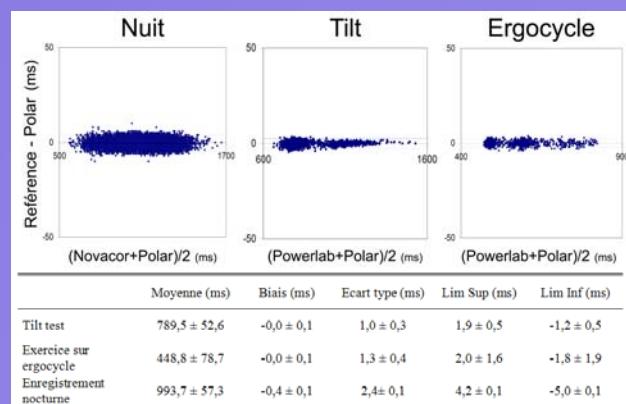 Nuit Tilt Ergocycle
Référence - Polar (ms)
50 50 50
0 0 0
500 1700 600 1600 400 900
-50 -50 -50
(Novacor+Polar)/2 (ms) (Powerlab+Polar)/2 (ms) (Powerlab+Polar)/2 (ms)
Moyenne (ms) Biais (ms) Ecart type (ms) Lim Sup (ms) Lim Inf (ms)
Tilt test 789,5 ± 52,6 -0,0 ± 0,1 1,0 ± 0,3 1,9 ± 0,5 -1,2 ± 0,5
Exercice sur
ergocycle 448,8 ± 78,7 -0,0 ± 0,1 1,3 ± 0,4 2,0 ± 1,6 -1,8 ± 1,9
Enregistrement
nocturne 993,7 ± 57,3 -0,4 ± 0,1 2,4± 0,1 4,2 ± 0,1 -5,0 ± 0,1